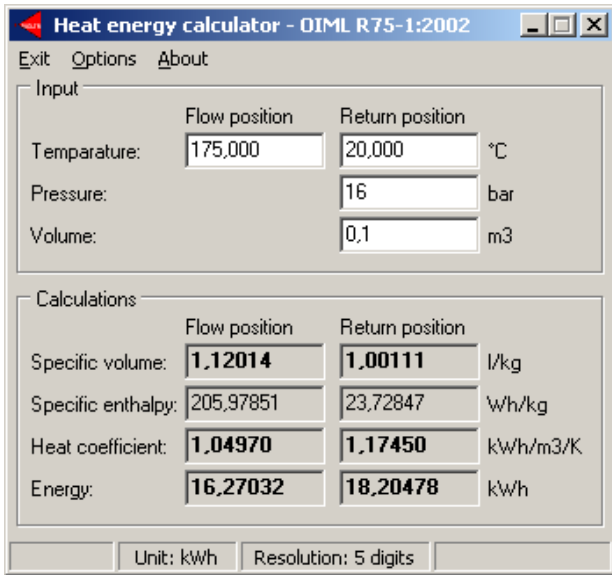 Heat energy calculator - OIML R75-1:2002
Exit Options About
Input
Flow position Return position
Temparature: 175,000 20,000 °C
Pressure: 16 bar
Volume: 0,1 m3
Calculations
Flow position Return position
Specific volume: 1,12014 1,00111 l/kg
Specific enthalpy: 205,97851 23,72847 Wh/kg
Heat coefficient: 1,04970 1,17450 kWh/m3/K
Energy: 16,27032 18,20478 kWh
Unit: kWh Resolution: 5 digits